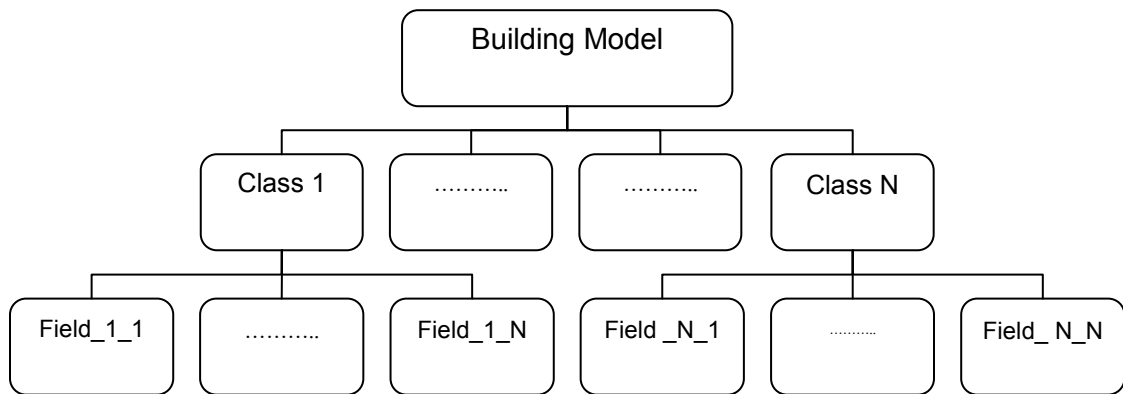 Building Model
Class 1
………..
………..
Class N
Field_1_1
………..
Field_1_N
Field _N_1
………..
Field_ N_N